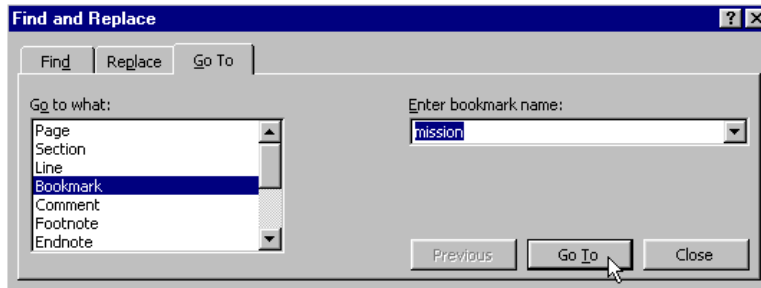 Find and Replace
Find Replace Go To
Go to what: Enter bookmark name:
Page mission
Section
Line
Bookmark
Comment
Footnote
Endnote
Previous Go To Close